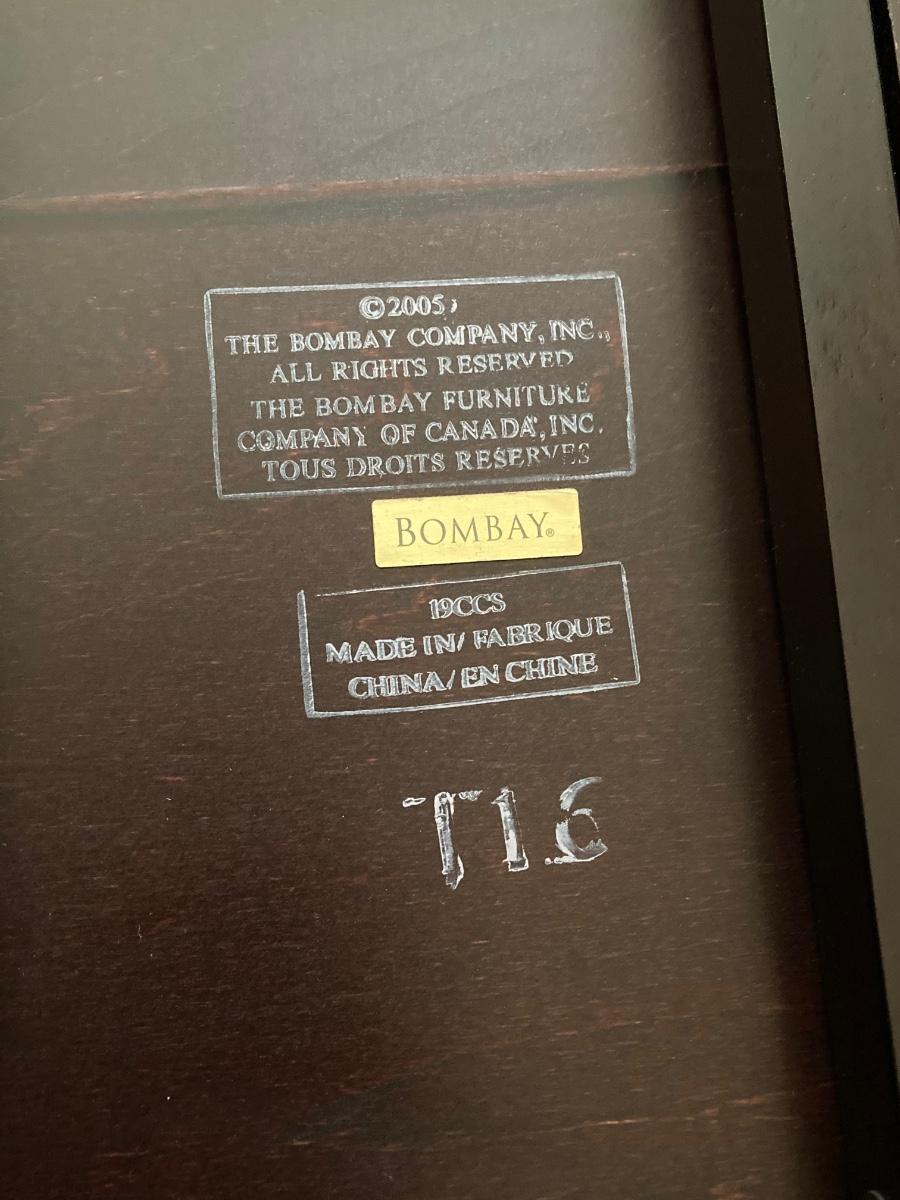 ©2005,
THE BOMBAY COMPANY, INC.,
ALL RIGHTS RESERVED
THE BOMBAY FURNITURE
COMPANY OF CANADA, INC.
TOUS DROITS RESERVES
BOMBAY®
19CCS
MADE IN/ FABRIQUE
CHINA/ EN CHINE
T16